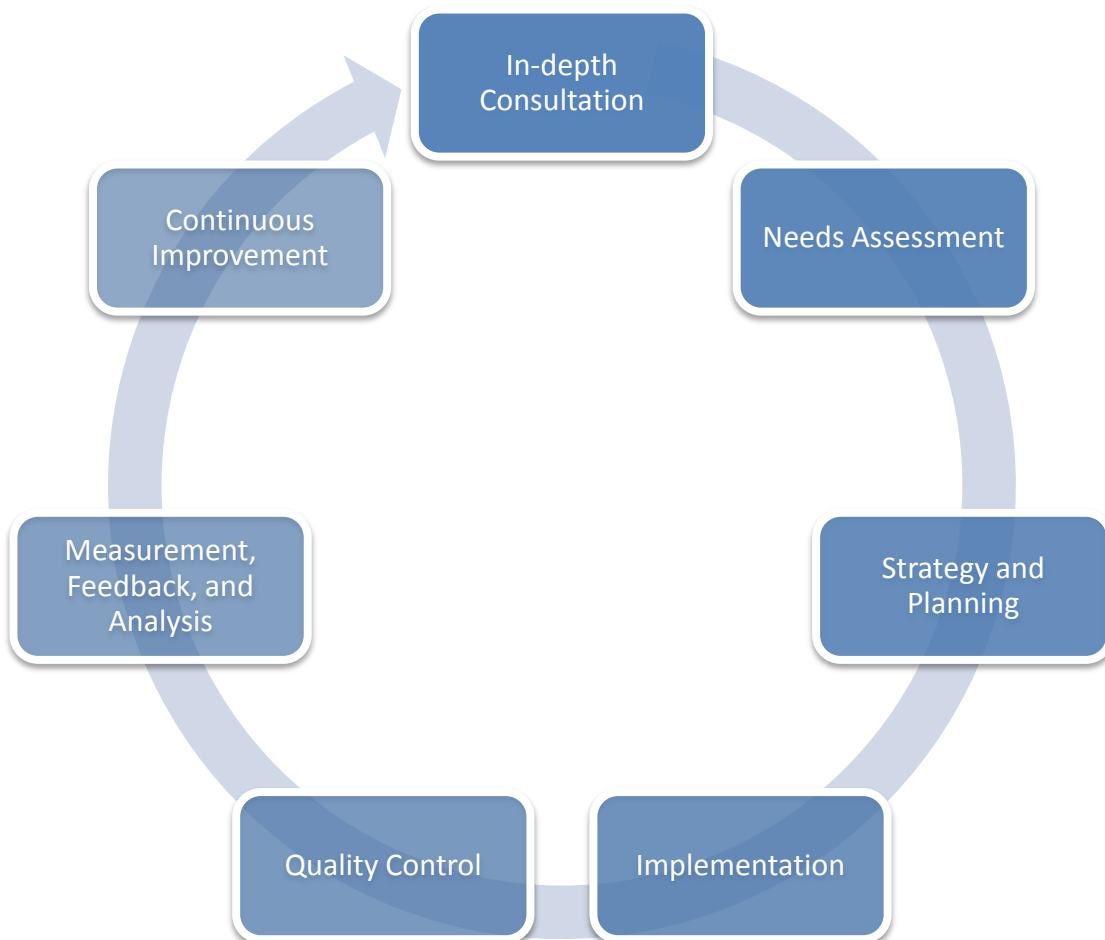 In-depth
Consultation
Needs Assessment
Strategy and
Planning
Implementation
Quality Control
Measurement,
Feedback, and
Analysis
Continuous
Improvement